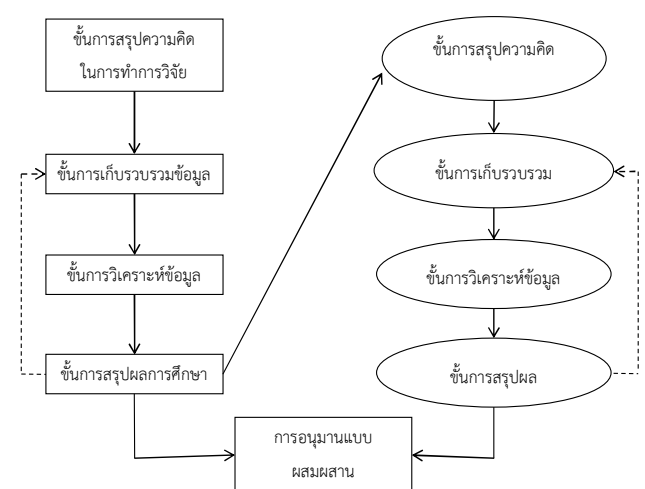 ขั้นการสรุปความคิด
ในการทำการวิจัย
ขั้นการเก็บรวบรวมข้อมูล
ขั้นการวิเคราะห์ข้อมูล
ขั้นการสรุปผลการศึกษา
ขั้นการสรุปความคิด
ขั้นการเก็บรวบรวม
ขั้นการวิเคราะห์ข้อมูล
ขั้นการสรุปผล
การอนุมานแบบ
ผสมผสาน